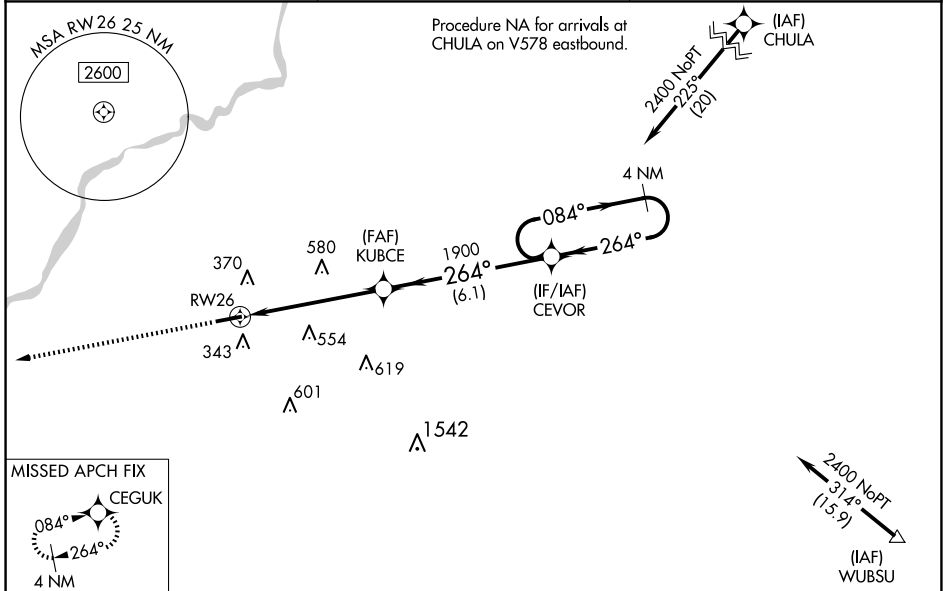 MSA RW26 25 NM
2600
Procedure NA for arrivals at
CHULA on V578 eastbound.
(IAF)
CHULA
2400 NoPT
225°
(20)
4 NM
084°
264°
(IF/IAF)
CEVOR
1900
264°
(6.1)
(FAF)
KUBCE
580
370
RW26
343
554
619
601
1542
MISSED APCH FIX
CEGUK
084°
264°
4 NM
2400 NoPT
314°
(15.9)
(IAF)
WUBSU